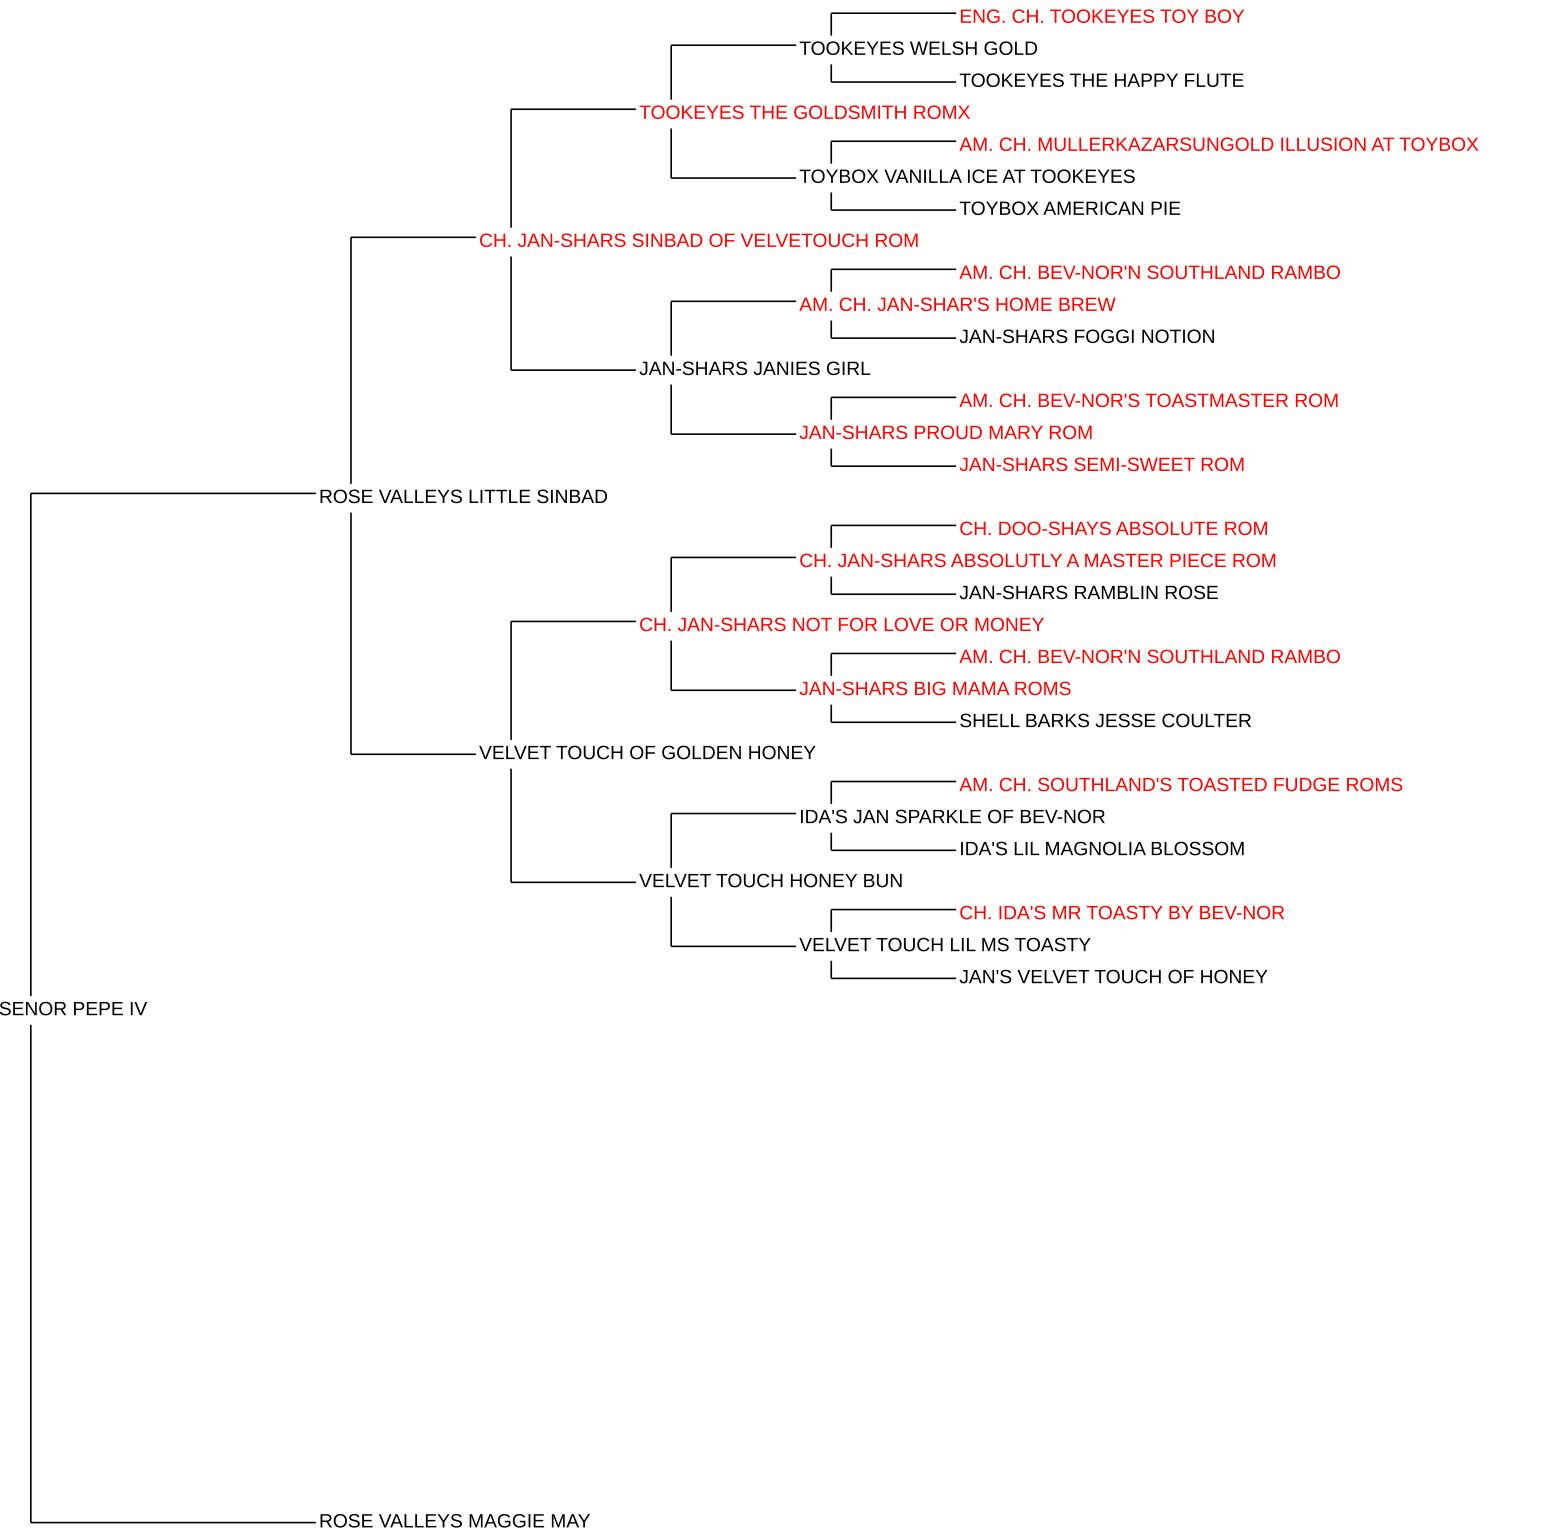 ENG. CH. TOOKEYES TOY BOY
TOOKEYES WELSH GOLD
TOOKEYES THE HAPPY FLUTE
TOOKEYES THE GOLDSMITH ROMX
AM. CH. MULLERKAZARSUNGOLD ILLUSION AT TOYBOX
TOYBOX VANILLA ICE AT TOOKEYES
TOYBOX AMERICAN PIE
CH. JAN-SHARS SINBAD OF VELVETOUCH ROM
AM. CH. BEV-NOR'N SOUTHLAND RAMBO
AM. CH. JAN-SHAR'S HOME BREW
JAN-SHARS FOGGI NOTION
JAN-SHARS JANIES GIRL
AM. CH. BEV-NOR'S TOASTMASTER ROM
JAN-SHARS PROUD MARY ROM
JAN-SHARS SEMI-SWEET ROM
ROSE VALLEYS LITTLE SINBAD
CH. DOO-SHAYS ABSOLUTE ROM
CH. JAN-SHARS ABSOLUTLY A MASTER PIECE ROM
JAN-SHARS RAMBLIN ROSE
CH. JAN-SHARS NOT FOR LOVE OR MONEY
AM. CH. BEV-NOR'N SOUTHLAND RAMBO
JAN-SHARS BIG MAMA ROMS
SHELL BARKS JESSE COULTER
VELVET TOUCH OF GOLDEN HONEY
AM. CH. SOUTHLAND'S TOASTED FUDGE ROMS
IDA'S JAN SPARKLE OF BEV-NOR
IDA'S LIL MAGNOLIA BLOSSOM
VELVET TOUCH HONEY BUN
CH. IDA'S MR TOASTY BY BEV-NOR
VELVET TOUCH LIL MS TOASTY
JAN'S VELVET TOUCH OF HONEY
SENOR PEPE IV
ROSE VALLEYS MAGGIE MAY